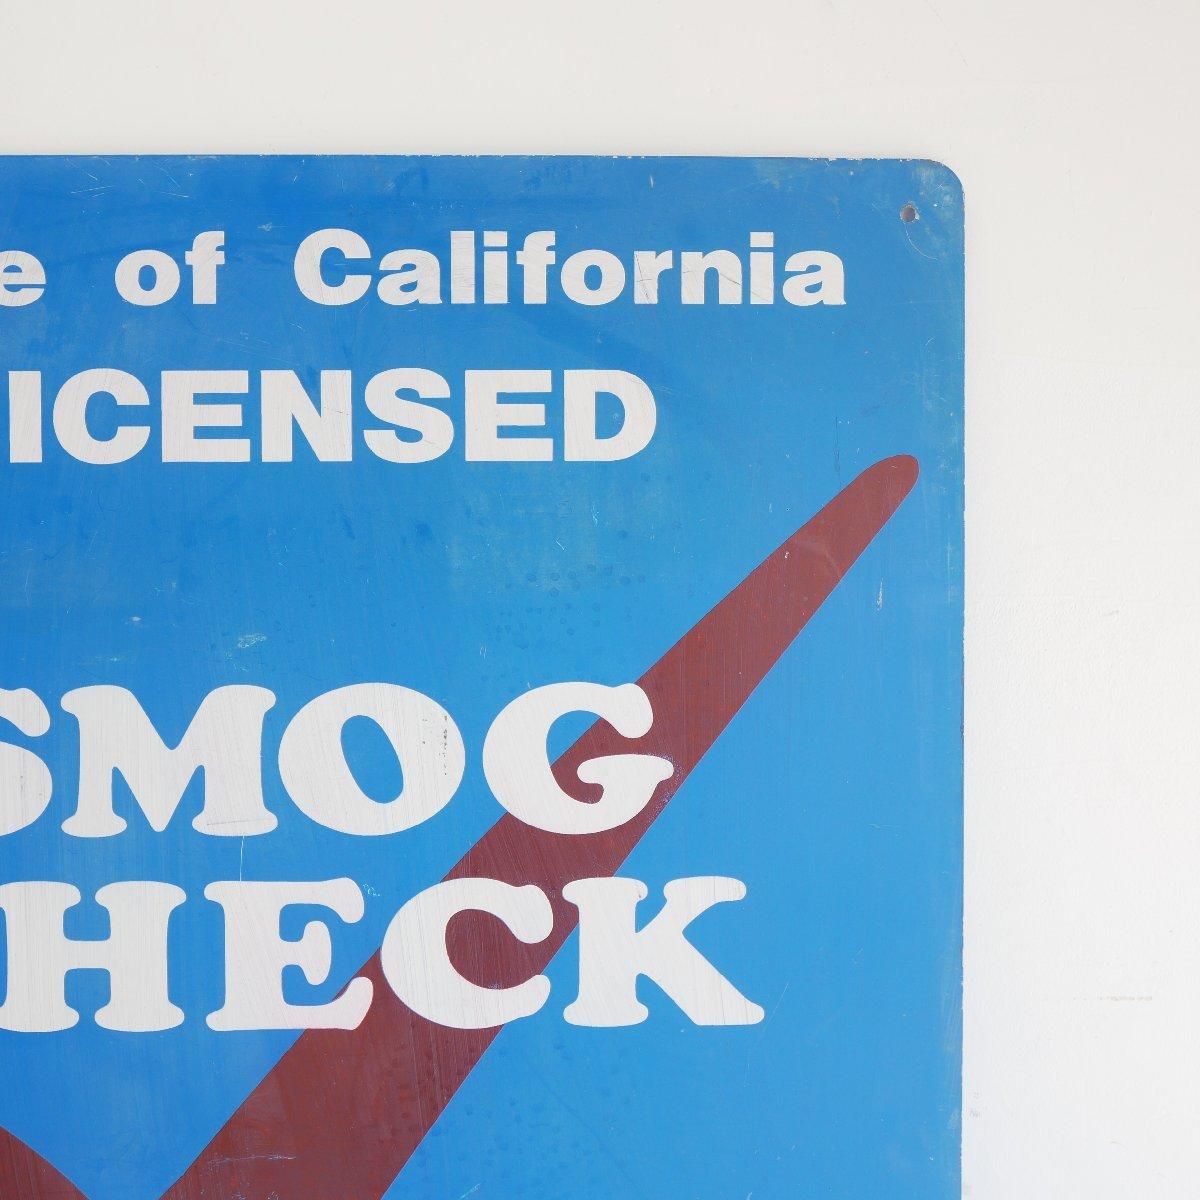 e of California
ICENSED
SMOG
HECK